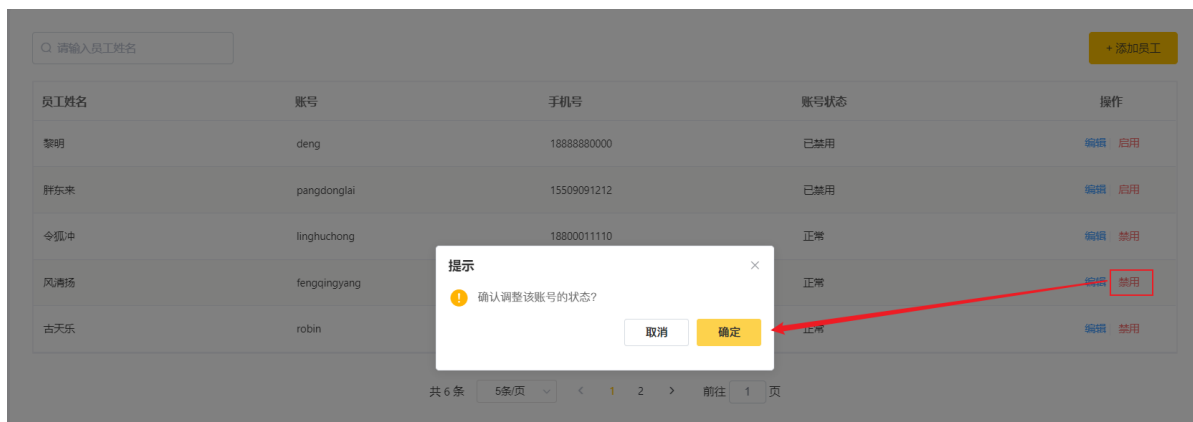 请输入员工姓名
+ 添加员工
员工姓名 账号 手机号 账号状态 操作
黎明 deng 18888880000 已禁用 编辑 启用
胖东来 pangdonglai 15509091212 已禁用 编辑 启用
令狐冲 linghuchong 18800011110 正常 编辑 禁用
风清扬 fengqingyang 正常 编辑 禁用
古天乐 robin 正常 编辑 禁用
提示
确认调整该账号的状态?
取消 确定
共 6 条 5条/页 < 1 2 > 前往 1 页